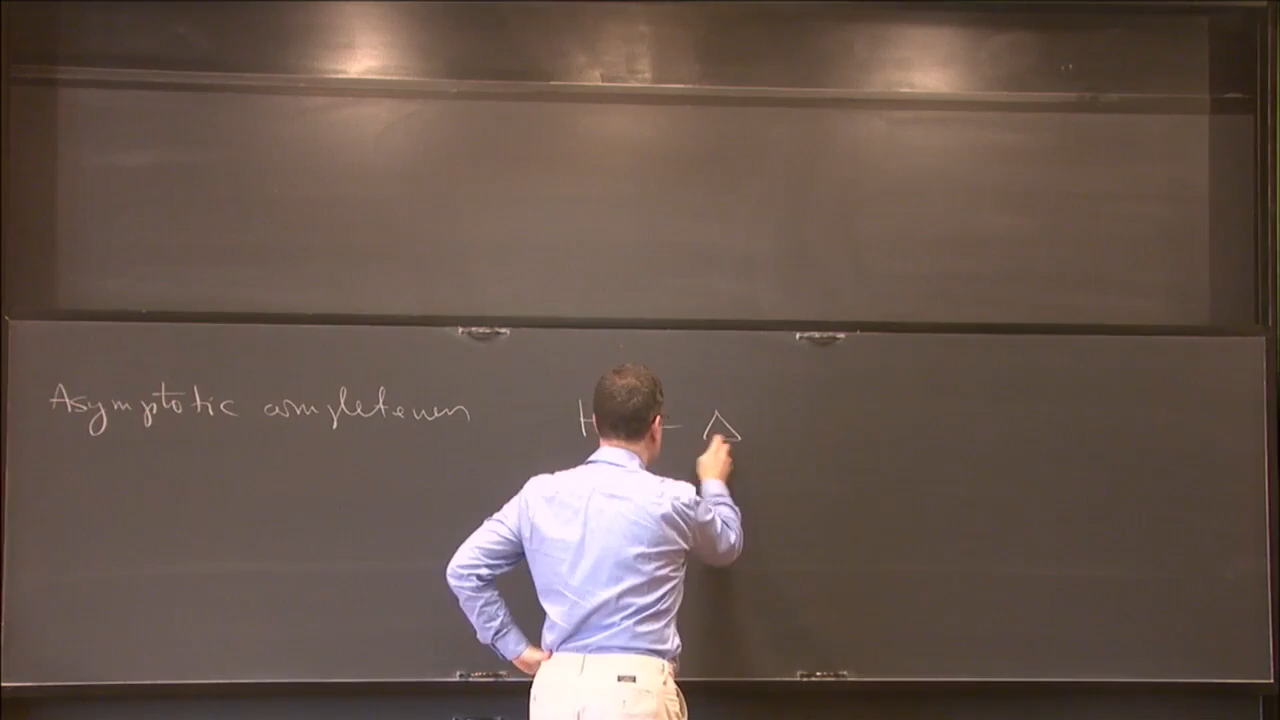 Asymptotic completeness
H - Δ